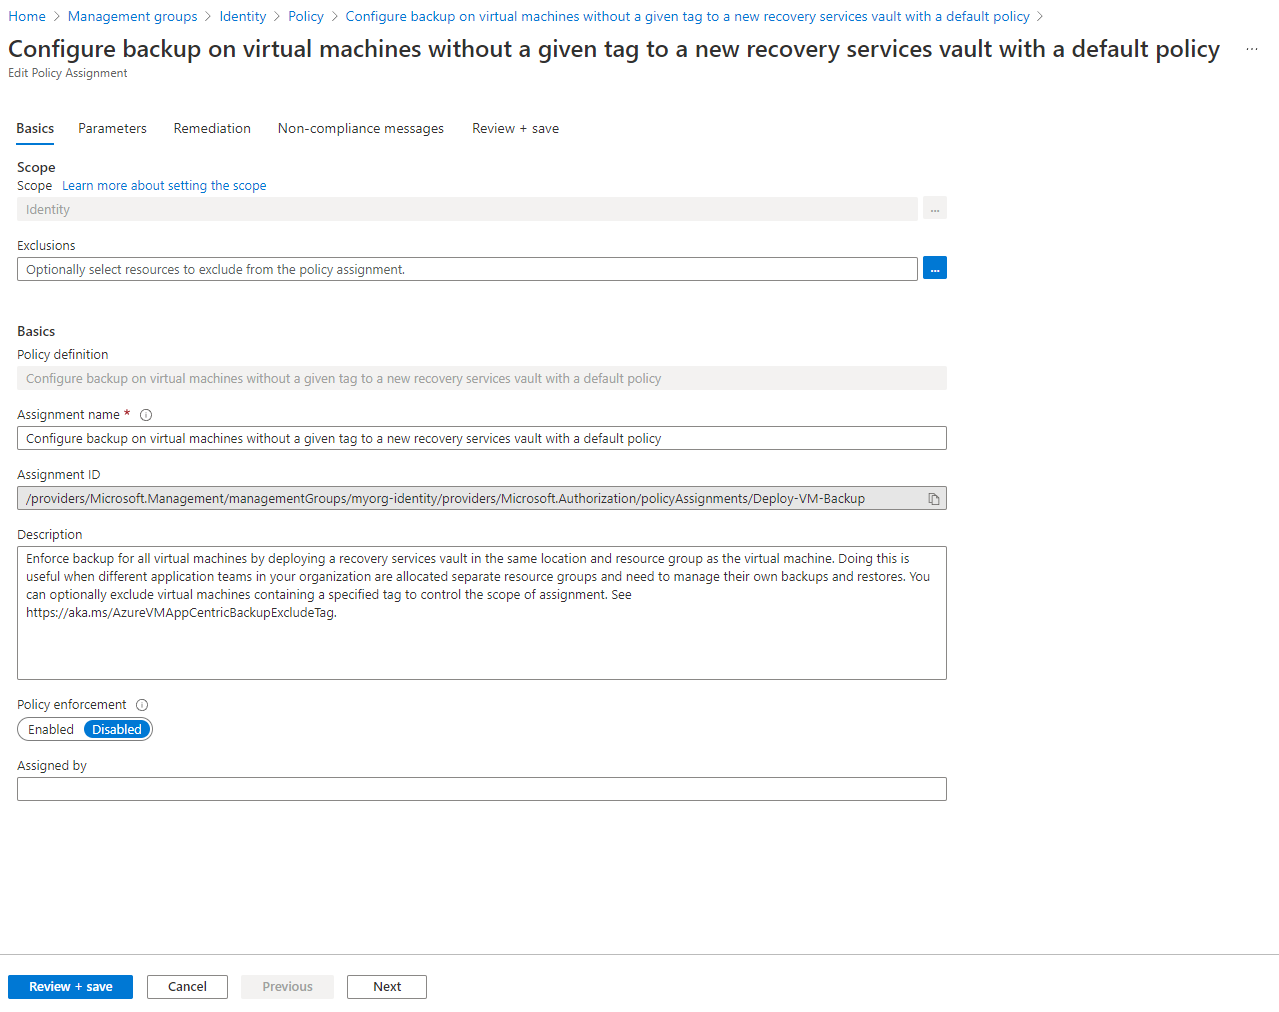 Home > Management groups > Identity > Policy > Configure backup on virtual machines without a given tag to a new recovery services vault with a default policy >
Configure backup on virtual machines without a given tag to a new recovery services vault with a default policy ...
Edit Policy Assignment
Basics Parameters Remediation Non-compliance messages Review + save
Scope
Scope Learn more about setting the scope
Identity ...
Exclusions
Optionally select resources to exclude from the policy assignment. ...
Basics
Policy definition
Configure backup on virtual machines without a given tag to a new recovery services vault with a default policy
Assignment name *
Configure backup on virtual machines without a given tag to a new recovery services vault with a default policy
Assignment ID
/providers/Microsoft.Management/managementGroups/myorg-identity/providers/Microsoft.Authorization/policyAssignments/Deploy-VM-Backup
Description
Enforce backup for all virtual machines by deploying a recovery services vault in the same location and resource group as the virtual machine. Doing this is
useful when different application teams in your organization are allocated separate resource groups and need to manage their own backups and restores. You
can optionally exclude virtual machines containing a specified tag to control the scope of assignment. See
https://aka.ms/AzureVMAppCentricBackupExcludeTag.
Policy enforcement
Enabled Disabled
Assigned by
Review + save Cancel Previous Next